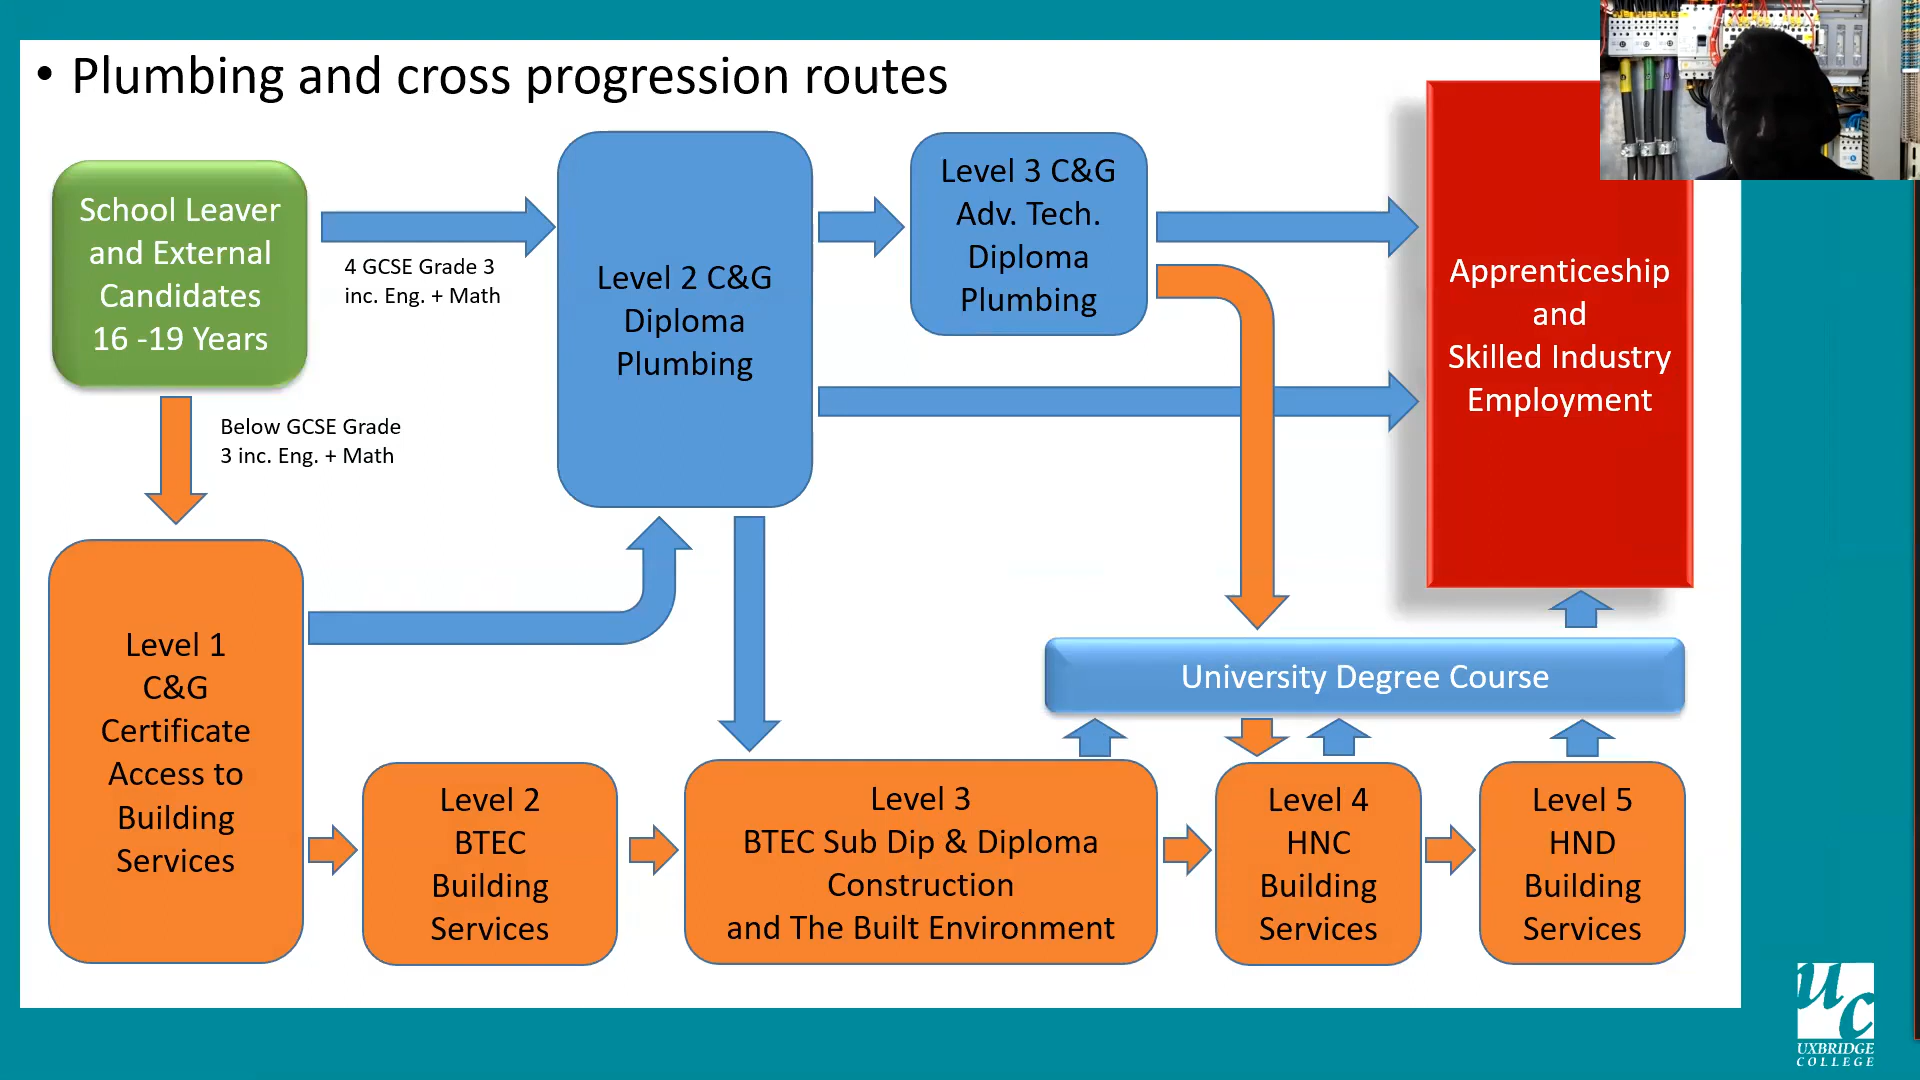 • Plumbing and cross progression routes
School Leaver
and External
Candidates
16 -19 Years
4 GCSE Grade 3
inc. Eng. + Math
Level 2 C&G
Diploma
Plumbing
Level 3 C&G
Adv. Tech.
Diploma
Plumbing
Apprenticeship
and
Skilled Industry
Employment
Below GCSE Grade
3 inc. Eng. + Math
Level 1
C&G
Certificate
Access to
Building
Services
University Degree Course
Level 2
BTEC
Building
Services
Level 3
BTEC Sub Dip & Diploma
Construction
and The Built Environment
Level 4
HNC
Building
Services
Level 5
HND
Building
Services
uc
UXBRIDGE
COLLEGE